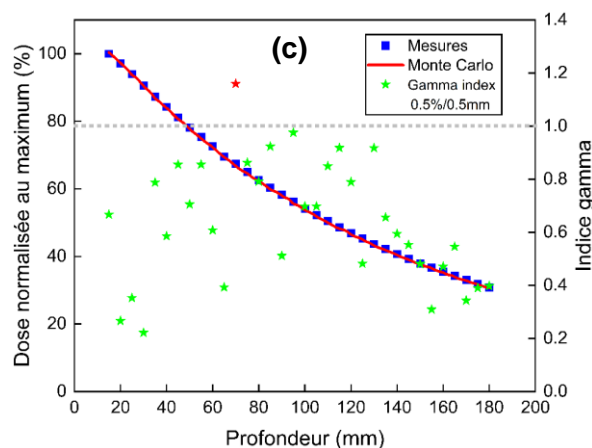 (c)
Mesures
Monte Carlo
Gamma index
0.5%/0.5mm
Dose normalisée au maximum (%)
100
80
60
40
20
0
Indice gamma
1.4
1.2
1.0
0.8
0.6
0.4
0.2
0.0
0 20 40 60 80 100 120 140 160 180 200
Profondeur (mm)